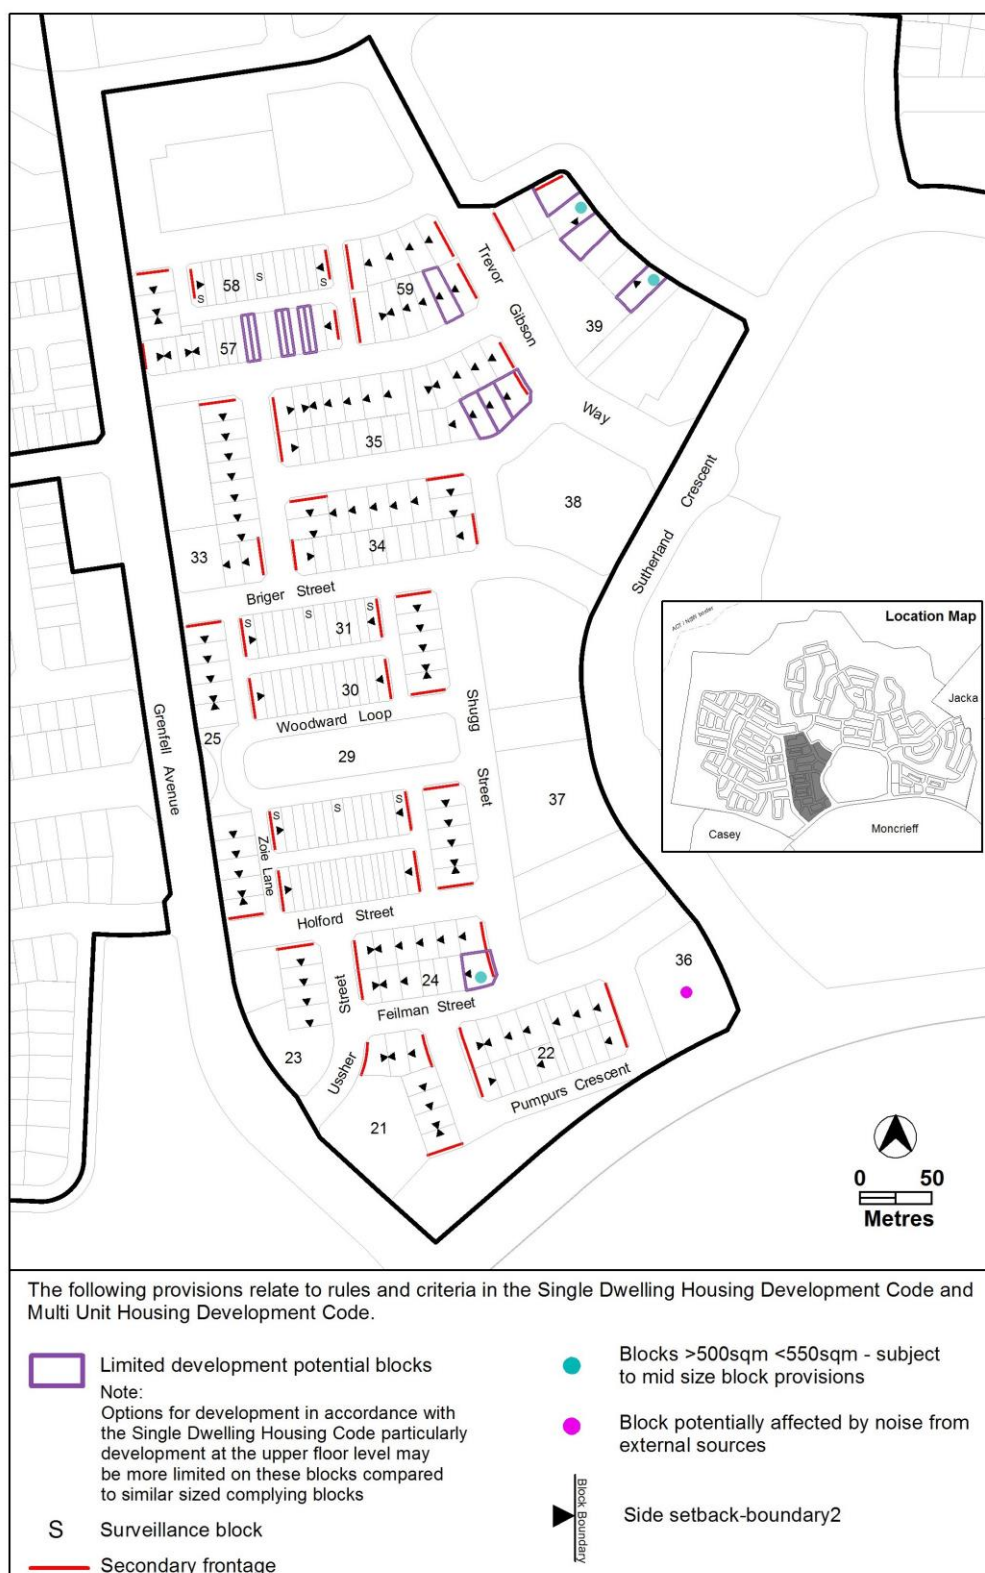 58
S
S
S
57
59
Trevor
Gibson
Way
39
35
38
33
34
Briger Street
Sutherland Crescent
S
S
S
31
30
Woodward Loop
Shugg
Street
25
29
Grenfell Avenue
37
S
S
S
Zoie Lane
Holford Street
24
Feilman Street
Street
Ussher
23
22
Pumpurs Crescent
21
36
ACT / NSW border
Location Map
Jacka
Casey
Moncrieff
0 50
Metres
The following provisions relate to rules and criteria in the Single Dwelling Housing Development Code and
Multi Unit Housing Development Code.
Limited development potential blocks
Note:
Options for development in accordance with
the Single Dwelling Housing Code particularly
development at the upper floor level may
be more limited on these blocks compared
to similar sized complying blocks
S Surveillance block
Secondary frontage
Blocks >500sqm <550sqm - subject
to mid size block provisions
Block potentially affected by noise from
external sources
Block Boundary
Side setback-boundary2